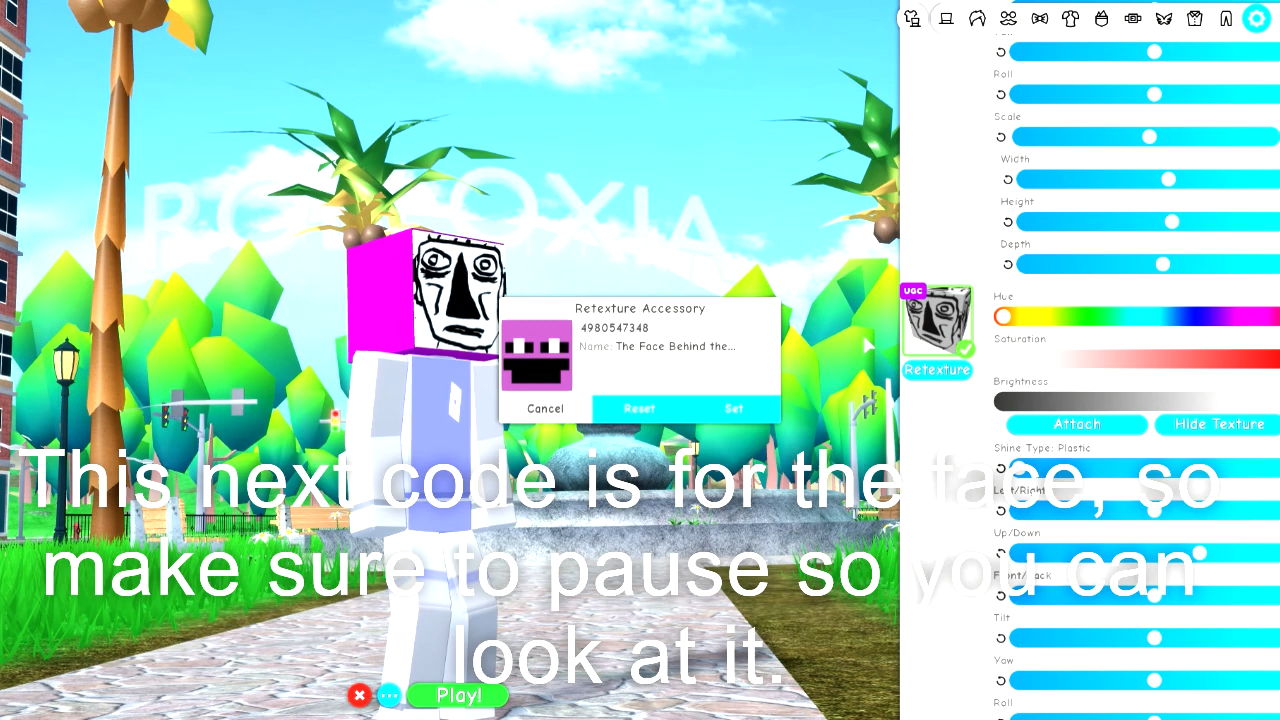 ROBLOXIA
Retexture Accessory
4980547348
Name: The Face Behind the...
Cancel
Reset
Set
This next code is for the face, so
make sure to pause so you can
look at it.
Play!
UGC
Retexture
Roll
Scale
Width
Height
Depth
Hue
Saturation
Brightness
Attach
Hide Texture
Shine Type: Plastic
Left/Right
Up/Down
Front/Back
Tilt
Yaw
Roll